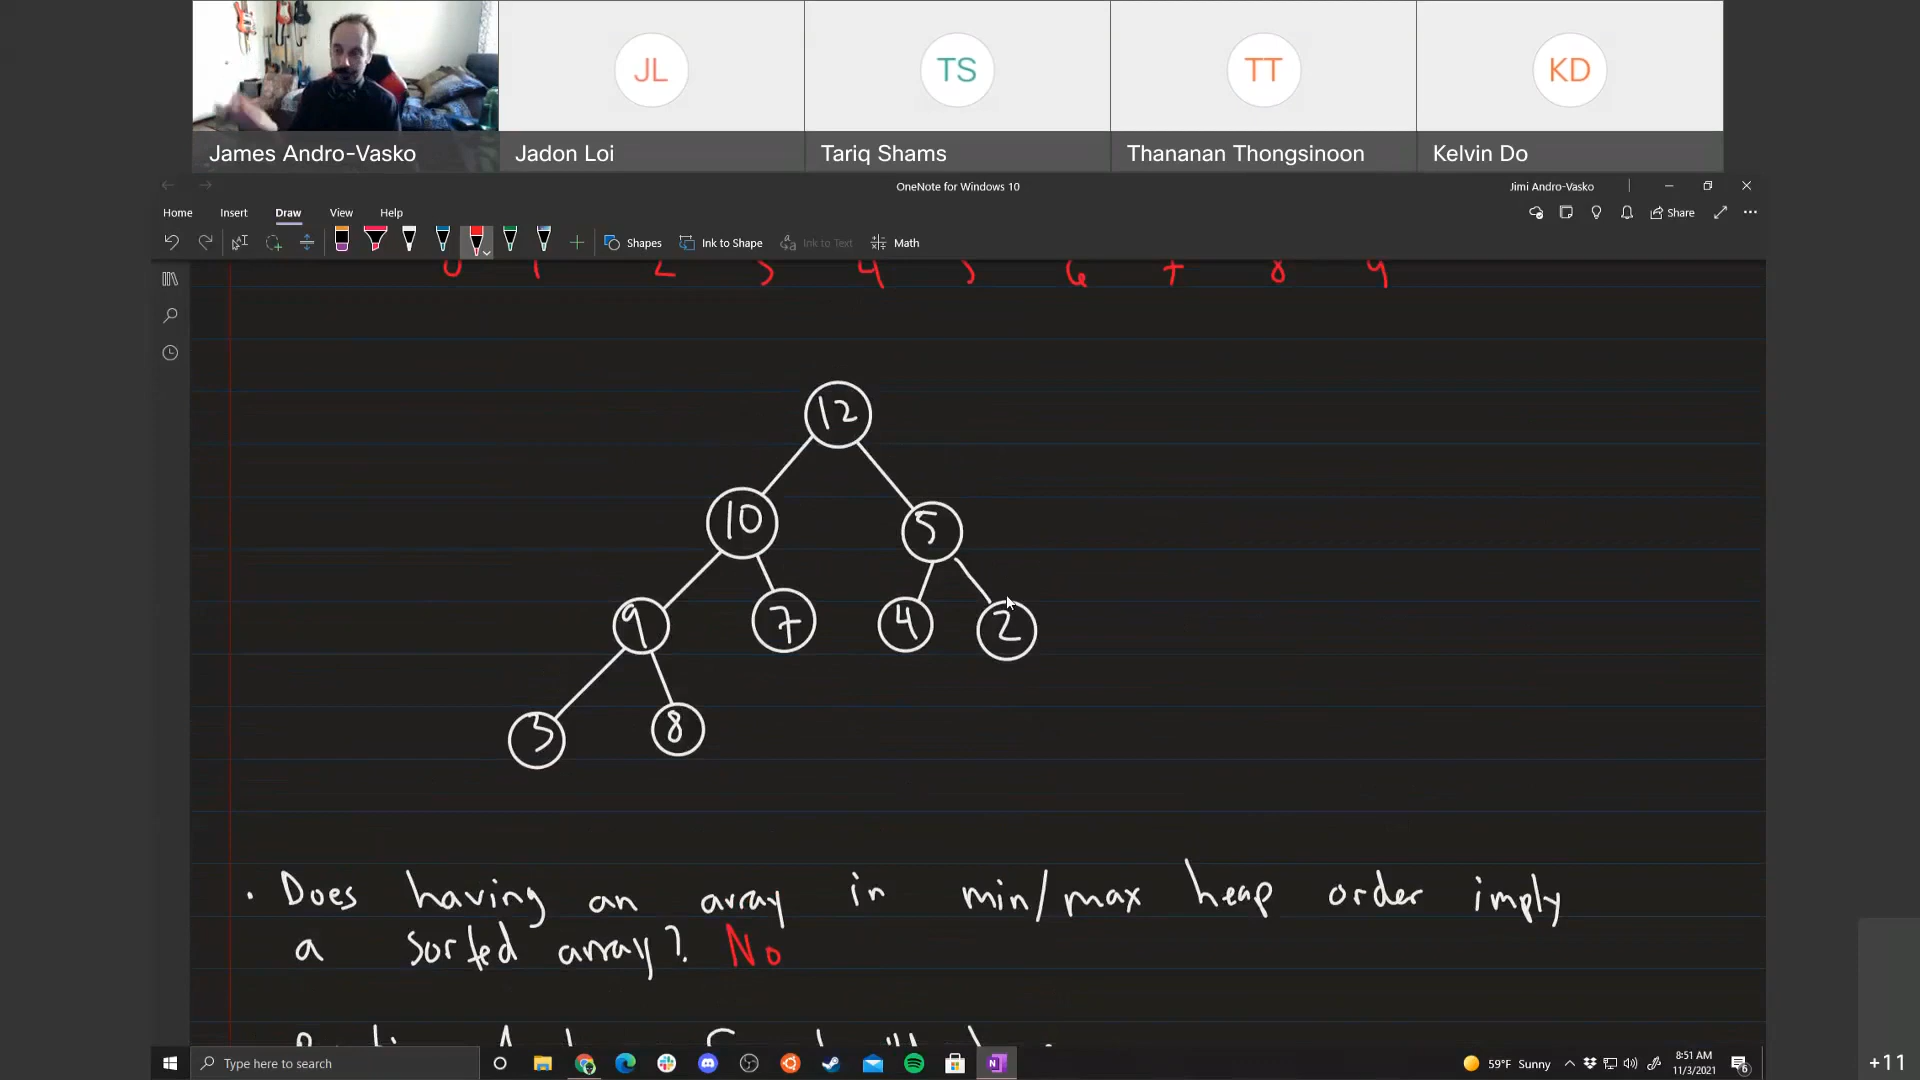 JL
TS
TT
KD
James Andro-Vasko
Jadon Loi
Tariq Shams
Thananan Thongsinoon
Kelvin Do
OneNote for Windows 10
Jimi Andro-Vasko
Home Insert Draw View Help
Share
Shapes
Ink to Shape
Ink to Text
Math
12
10 5
9 7 4 2
3 8
· Does having an array in min/max heap order imply
a sorted array? No
Type here to search
59°F Sunny
8:51 AM
11/3/2021
6
+11